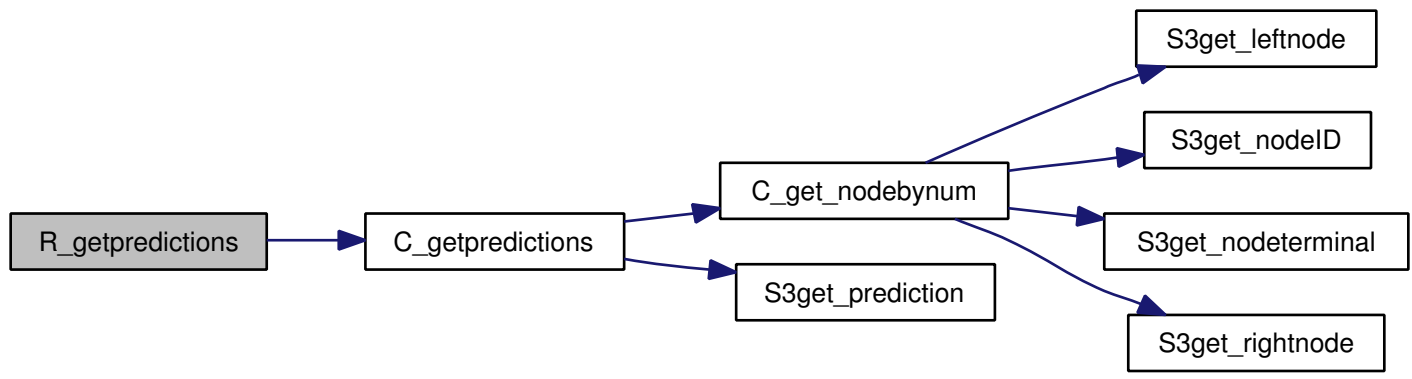 S3get_leftnode
S3get_nodeID
C_get_nodebynum
R_getpredictions
C_getpredictions
S3get_nodeterminal
S3get_prediction
S3get_rightnode